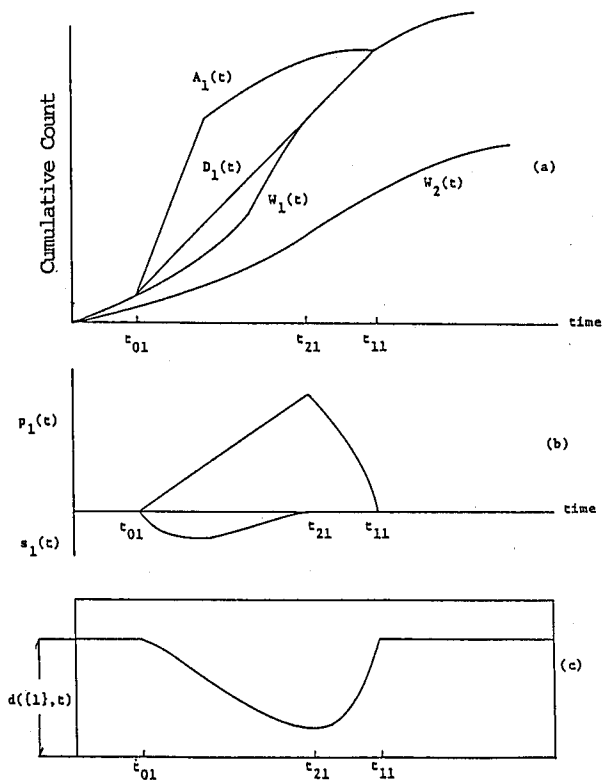 Cumulative Count
A₁(t)
D₁(t)
W₁(t)
W₂(t)
(a)
time
t₀₁
t₂₁
t₁₁
p₁(t)
(b)
time
t₀₁
t₂₁
t₁₁
s₁(t)
(c)
d({1},t)
t₀₁
t₂₁
t₁₁